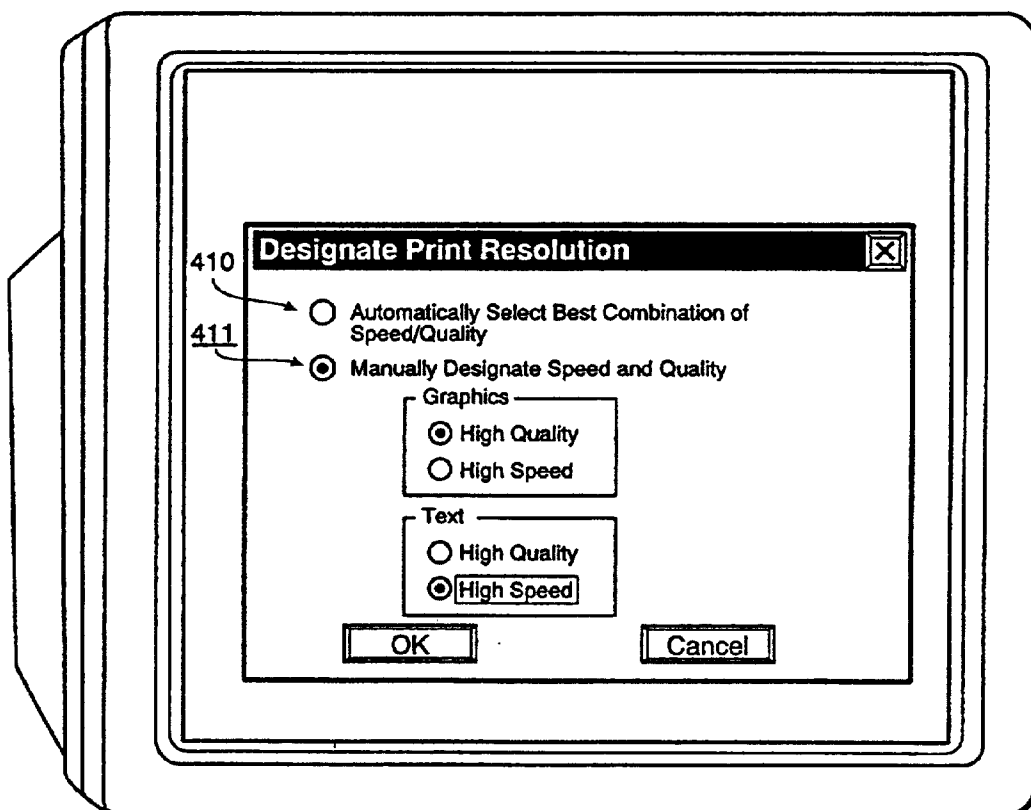 Designate Print Resolution
410
Automatically Select Best Combination of
Speed/Quality
411
Manually Designate Speed and Quality
Graphics
High Quality
High Speed
Text
High Quality
High Speed
OK
Cancel